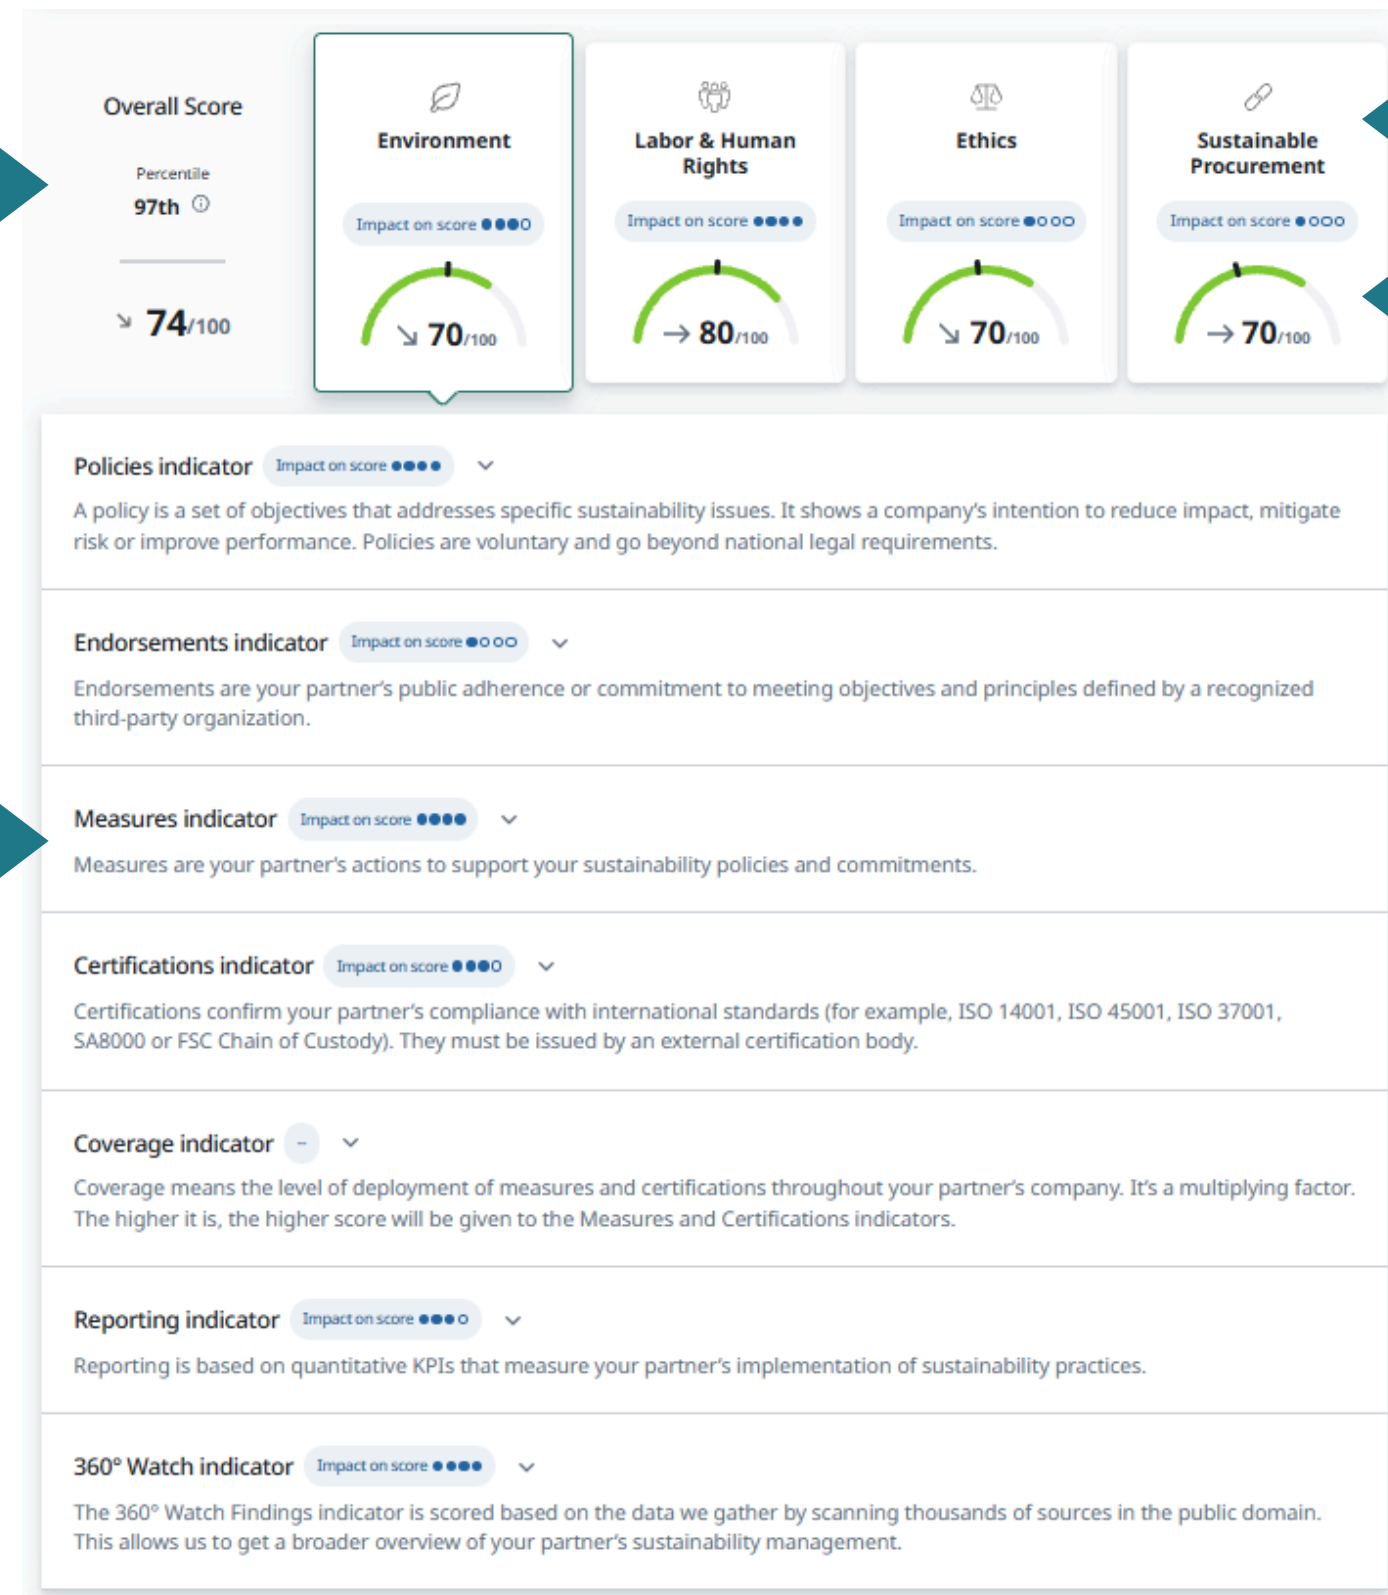 Overall Score
Percentile
97th
74/100
Environment
Impact on score
70/100
Labor & Human
Rights
Impact on score
80/100
Ethics
Impact on score
70/100
Sustainable
Procurement
Impact on score
70/100
Policies indicator Impact on score
A policy is a set of objectives that addresses specific sustainability issues. It shows a company's intention to reduce impact, mitigate
risk or improve performance. Policies are voluntary and go beyond national legal requirements.
Endorsements indicator Impact on score
Endorsements are your partner's public adherence or commitment to meeting objectives and principles defined by a recognized
third-party organization.
Measures indicator Impact on score
Measures are your partner's actions to support your sustainability policies and commitments.
Certifications indicator Impact on score
Certifications confirm your partner's compliance with international standards (for example, ISO 14001, ISO 45001, ISO 37001,
SA8000 or FSC Chain of Custody). They must be issued by an external certification body.
Coverage indicator –
Coverage means the level of deployment of measures and certifications throughout your partner's company. It's a multiplying factor.
The higher it is, the higher score will be given to the Measures and Certifications indicators.
Reporting indicator Impact on score
Reporting is based on quantitative KPIs that measure your partner's implementation of sustainability practices.
360° Watch indicator Impact on score
The 360° Watch Findings indicator is scored based on the data we gather by scanning thousands of sources in the public domain.
This allows us to get a broader overview of your partner's sustainability management.